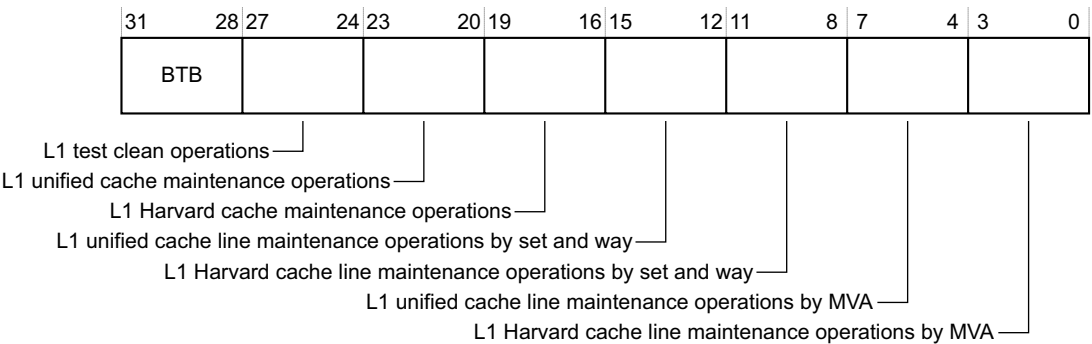 31 28 27 24 23 20 19 16 15 12 11 8 7 4 3 0
BTB
L1 test clean operations
L1 unified cache maintenance operations
L1 Harvard cache maintenance operations
L1 unified cache line maintenance operations by set and way
L1 Harvard cache line maintenance operations by set and way
L1 unified cache line maintenance operations by MVA
L1 Harvard cache line maintenance operations by MVA